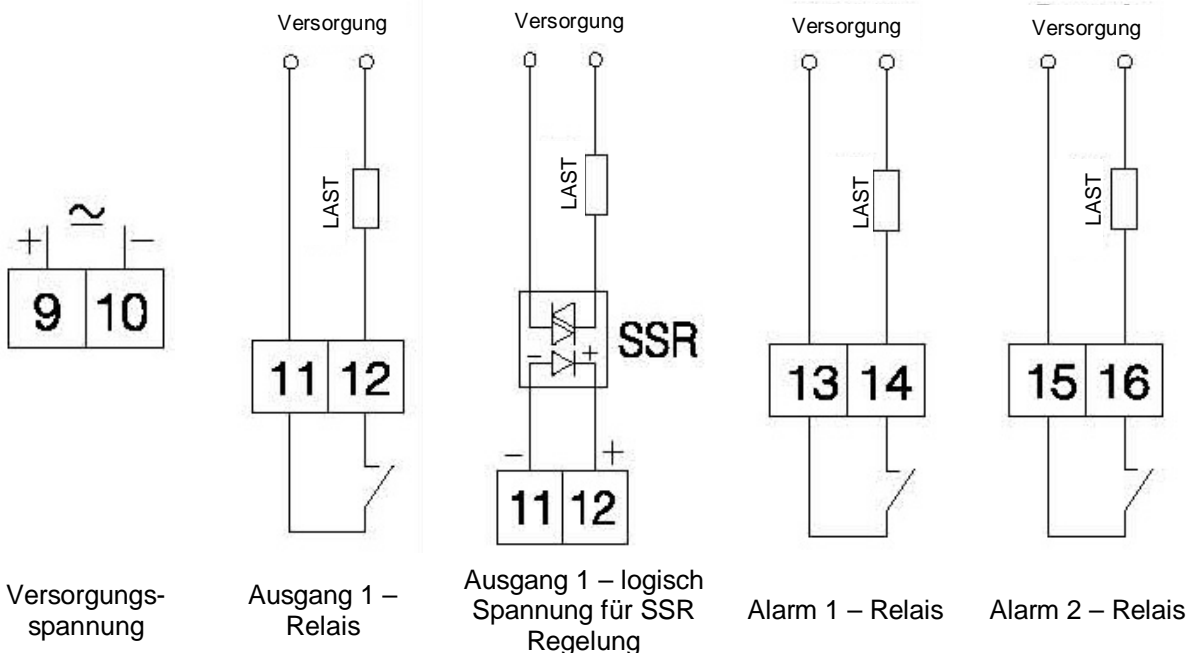 Versorgung
Versorgung
Versorgung
Versorgung
LAST
LAST
LAST
LAST
≃
+ −
9 10
SSR
− +
11 12
13 14
15 16
− +
11 12
Versorgungs-
spannung
Ausgang 1 –
Relais
Ausgang 1 – logisch
Spannung für SSR
Regelung
Alarm 1 – Relais
Alarm 2 – Relais